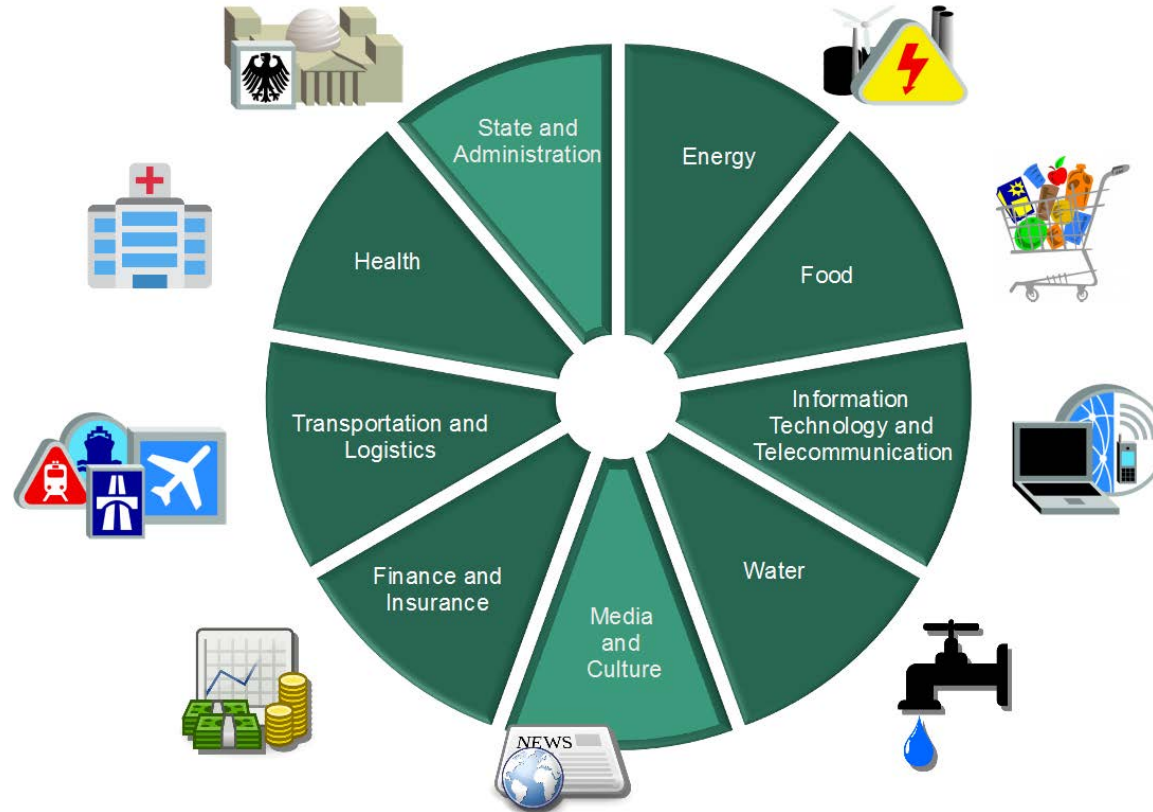 State and
Administration
Energy
Health
Food
Transportation and
Logistics
Information
Technology and
Telecommunication
Finance and
Insurance
Water
Media
and
Culture
NEWS